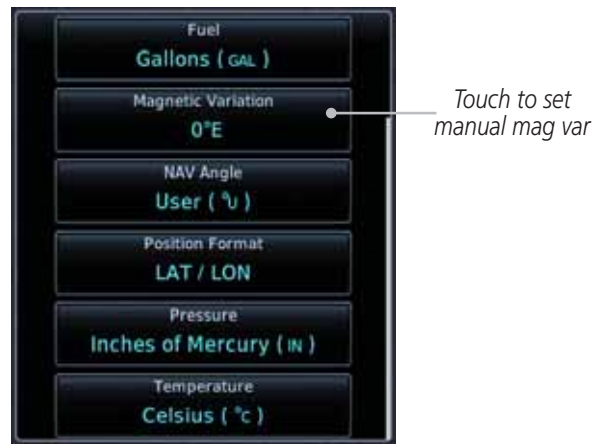 Fuel
Gallons ( GAL )
Magnetic Variation
0°E
Touch to set
manual mag var
NAV Angle
User ( °U )
Position Format
LAT / LON
Pressure
Inches of Mercury ( IN )
Temperature
Celsius ( °C )